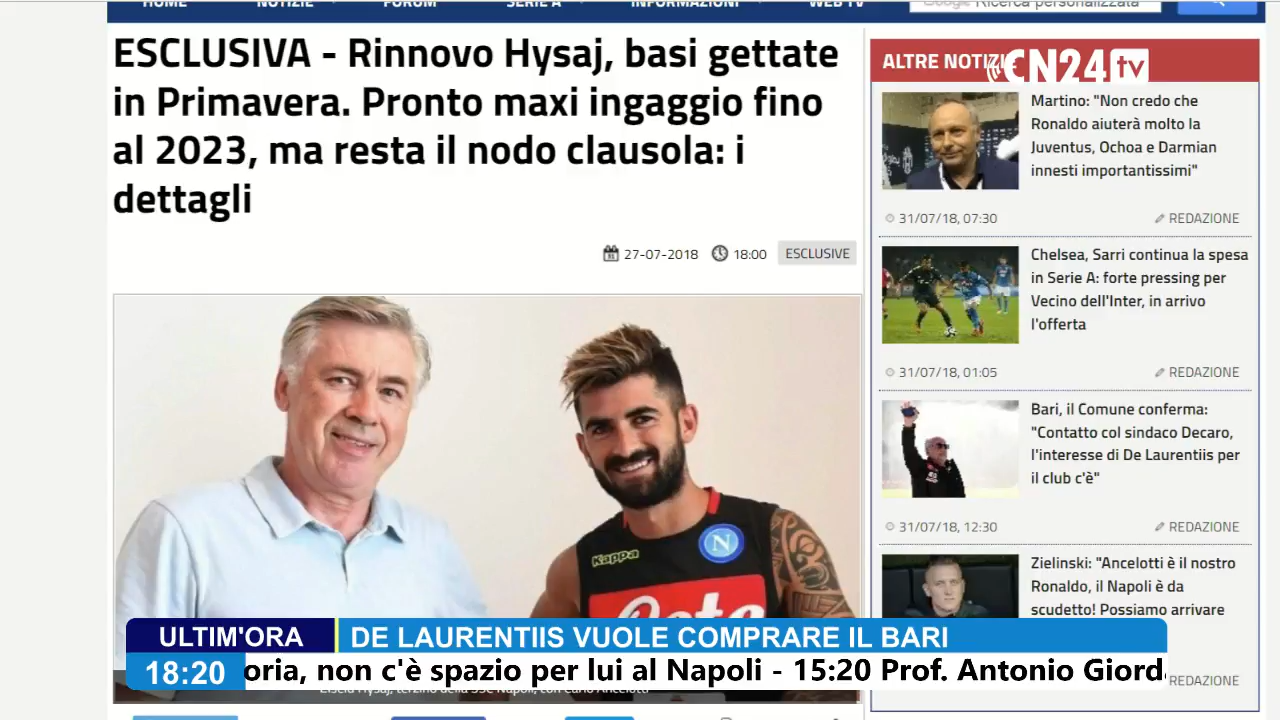 HOME NOTIZIE FORUM SERIE A INFORMAZIONI WEB TV Google Ricerca personalizzata
ESCLUSIVA - Rinnovo Hysaj, basi gettate
in Primavera. Pronto maxi ingaggio fino
al 2023, ma resta il nodo clausola: i
dettagli
27-07-2018 18:00 ESCLUSIVE
Kappa
N
ALTRE NOTIZIE
CN24 tv
Martino: "Non credo che
Ronaldo aiuterà molto la
Juventus, Ochoa e Darmian
innesti importantissimi"
31/07/18, 07:30 REDAZIONE
Chelsea, Sarri continua la spesa
in Serie A: forte pressing per
Vecino dell'Inter, in arrivo
l'offerta
31/07/18, 01:05 REDAZIONE
Bari, il Comune conferma:
"Contatto col sindaco Decaro,
l'interesse di De Laurentiis per
il club c'è"
31/07/18, 12:30 REDAZIONE
Zielinski: "Ancelotti è il nostro
Ronaldo, il Napoli è da
scudetto! Possiamo arrivare
REDAZIONE
ULTIM'ORA DE LAURENTIIS VUOLE COMPRARE IL BARI
18:20 oria, non c'è spazio per lui al Napoli - 15:20 Prof. Antonio Giord